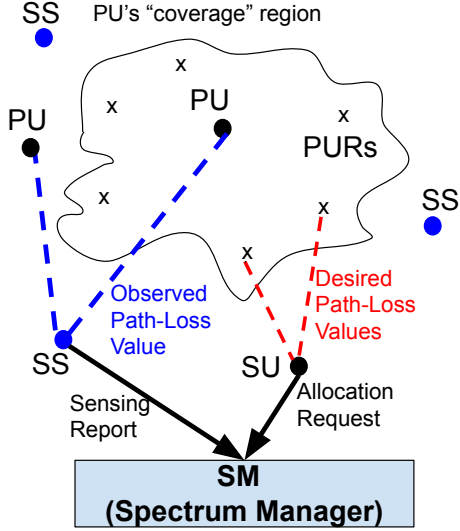 SS
PU's “coverage” region
x
PU
x
PU
x
PURs
x
SS
x
x
Observed
Path-Loss
Value
Desired
Path-Loss
Values
SS
SU
Sensing
Report
Allocation
Request
SM
(Spectrum Manager)